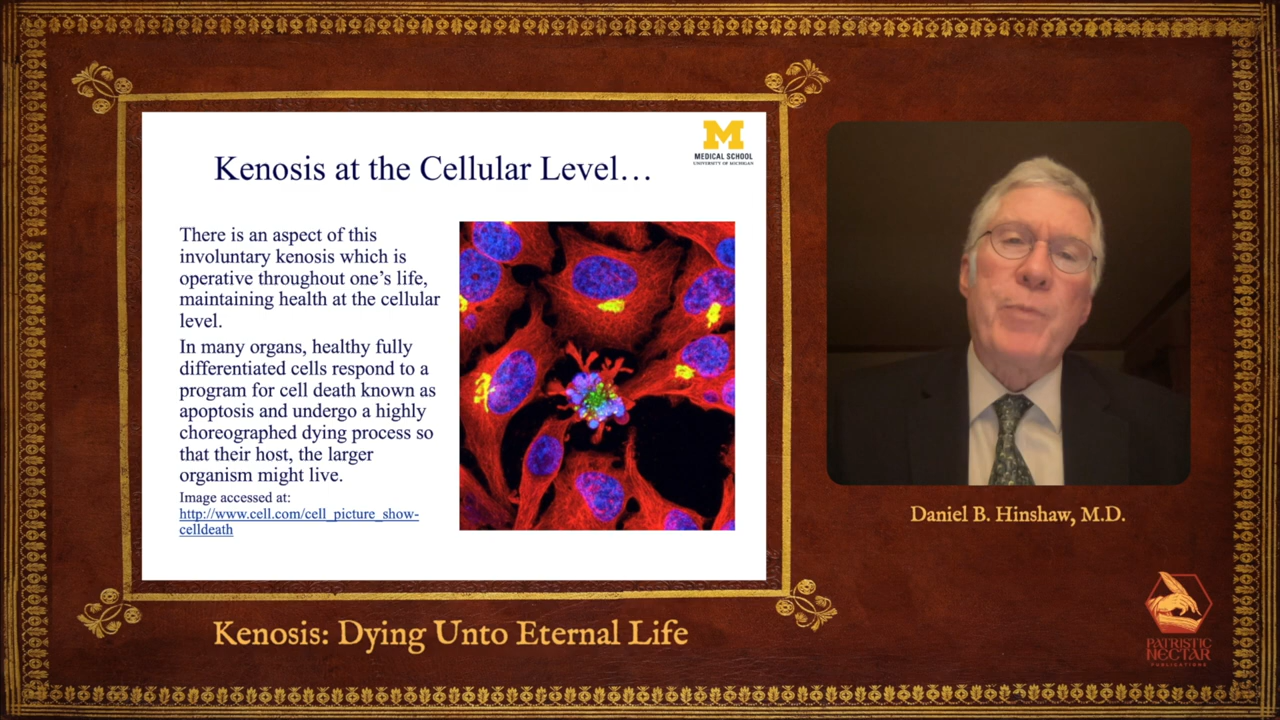 M
MEDICAL SCHOOL
UNIVERSITY OF MICHIGAN
Kenosis at the Cellular Level…
There is an aspect of this
involuntary kenosis which is
operative throughout one’s life,
maintaining health at the cellular
level.
In many organs, healthy fully
differentiated cells respond to a
program for cell death known as
apoptosis and undergo a highly
choreographed dying process so
that their host, the larger
organism might live.
Image accessed at:
http://www.cell.com/cell_picture_show-
celldeath
Daniel B. Hinshaw, M.D.
Kenosis: Dying Unto Eternal Life
PATRISTIC
NECTAR
PUBLICATIONS